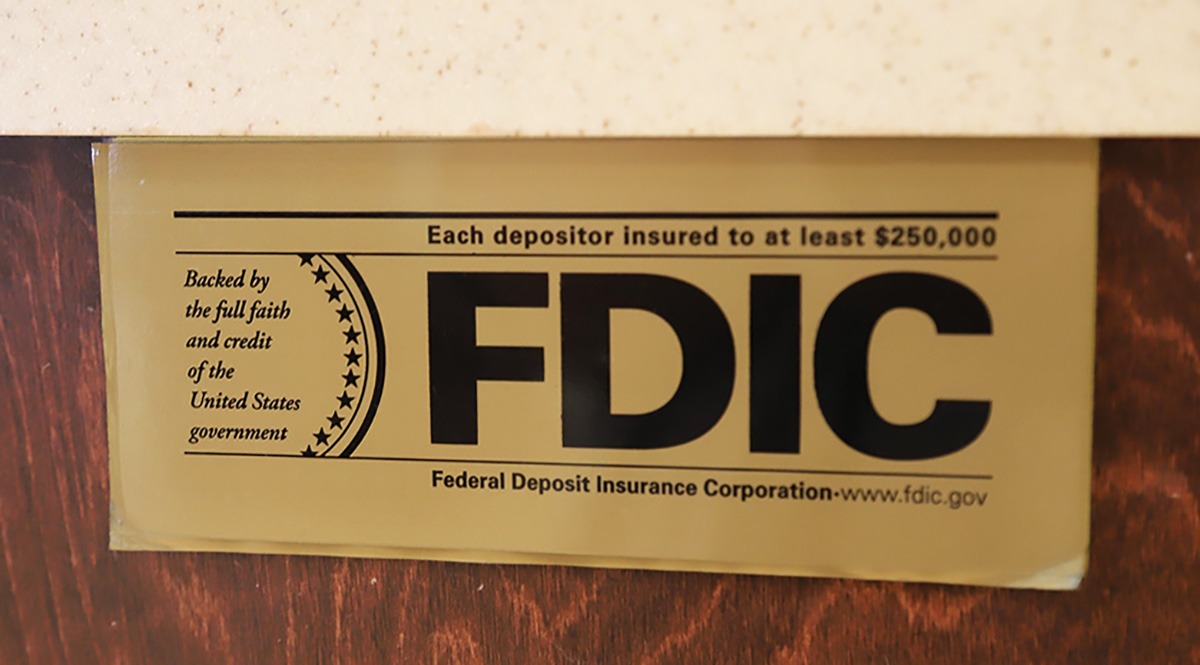 Each depositor insured to at least $250,000
Backed by
the full faith
and credit
of the
United States
government
FDIC
Federal Deposit Insurance Corporation•www.fdic.gov